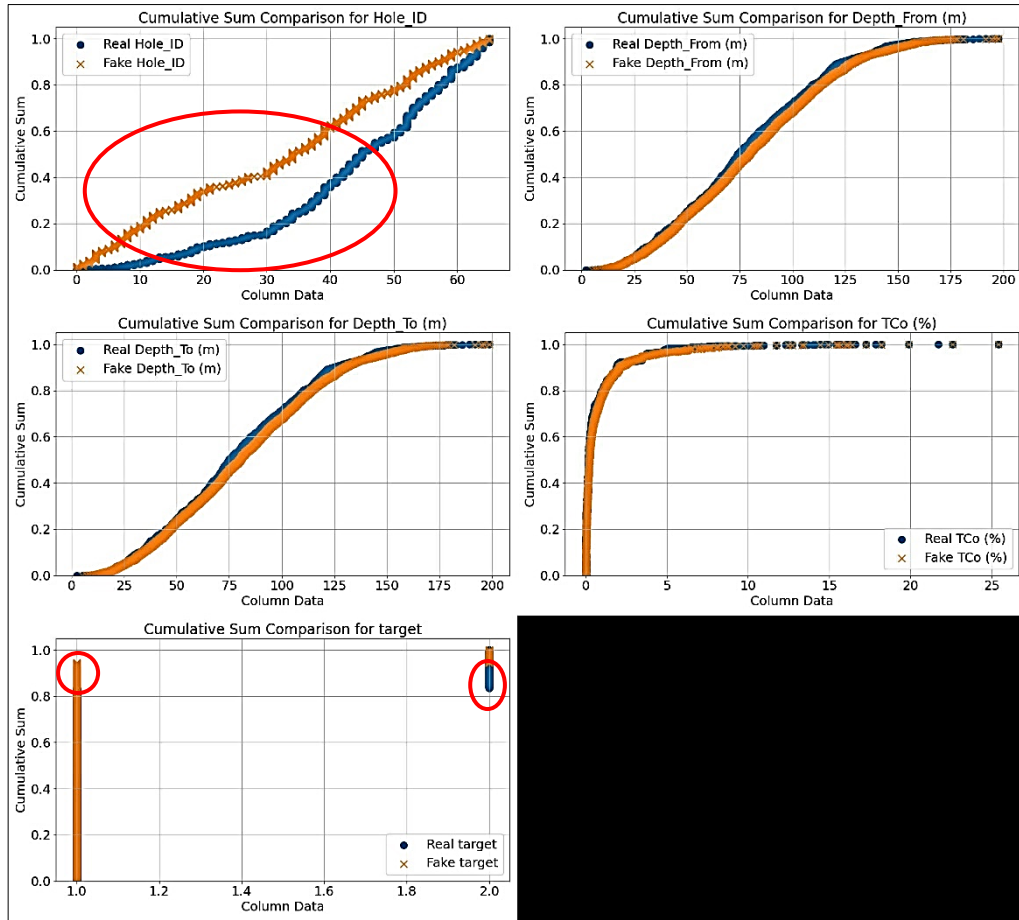 Cumulative Sum Comparison for Hole_ID
Cumulative Sum
1.0
0.8
0.6
0.4
0.2
0.0
Real Hole_ID
Fake Hole_ID
0 10 20 30 40 50 60
Column Data
Cumulative Sum Comparison for Depth_From (m)
Cumulative Sum
1.0
0.8
0.6
0.4
0.2
0.0
Real Depth_From (m)
Fake Depth_From (m)
0 25 50 75 100 125 150 175 200
Column Data
Cumulative Sum Comparison for Depth_To (m)
Cumulative Sum
1.0
0.8
0.6
0.4
0.2
0.0
Real Depth_To (m)
Fake Depth_To (m)
0 25 50 75 100 125 150 175 200
Column Data
Cumulative Sum Comparison for TCo (%)
Cumulative Sum
1.0
0.8
0.6
0.4
0.2
0.0
Real TCo (%)
Fake TCo (%)
0 5 10 15 20 25
Column Data
Cumulative Sum Comparison for target
Cumulative Sum
1.0
0.8
0.6
0.4
0.2
0.0
Real target
Fake target
1.0 1.2 1.4 1.6 1.8 2.0
Column Data